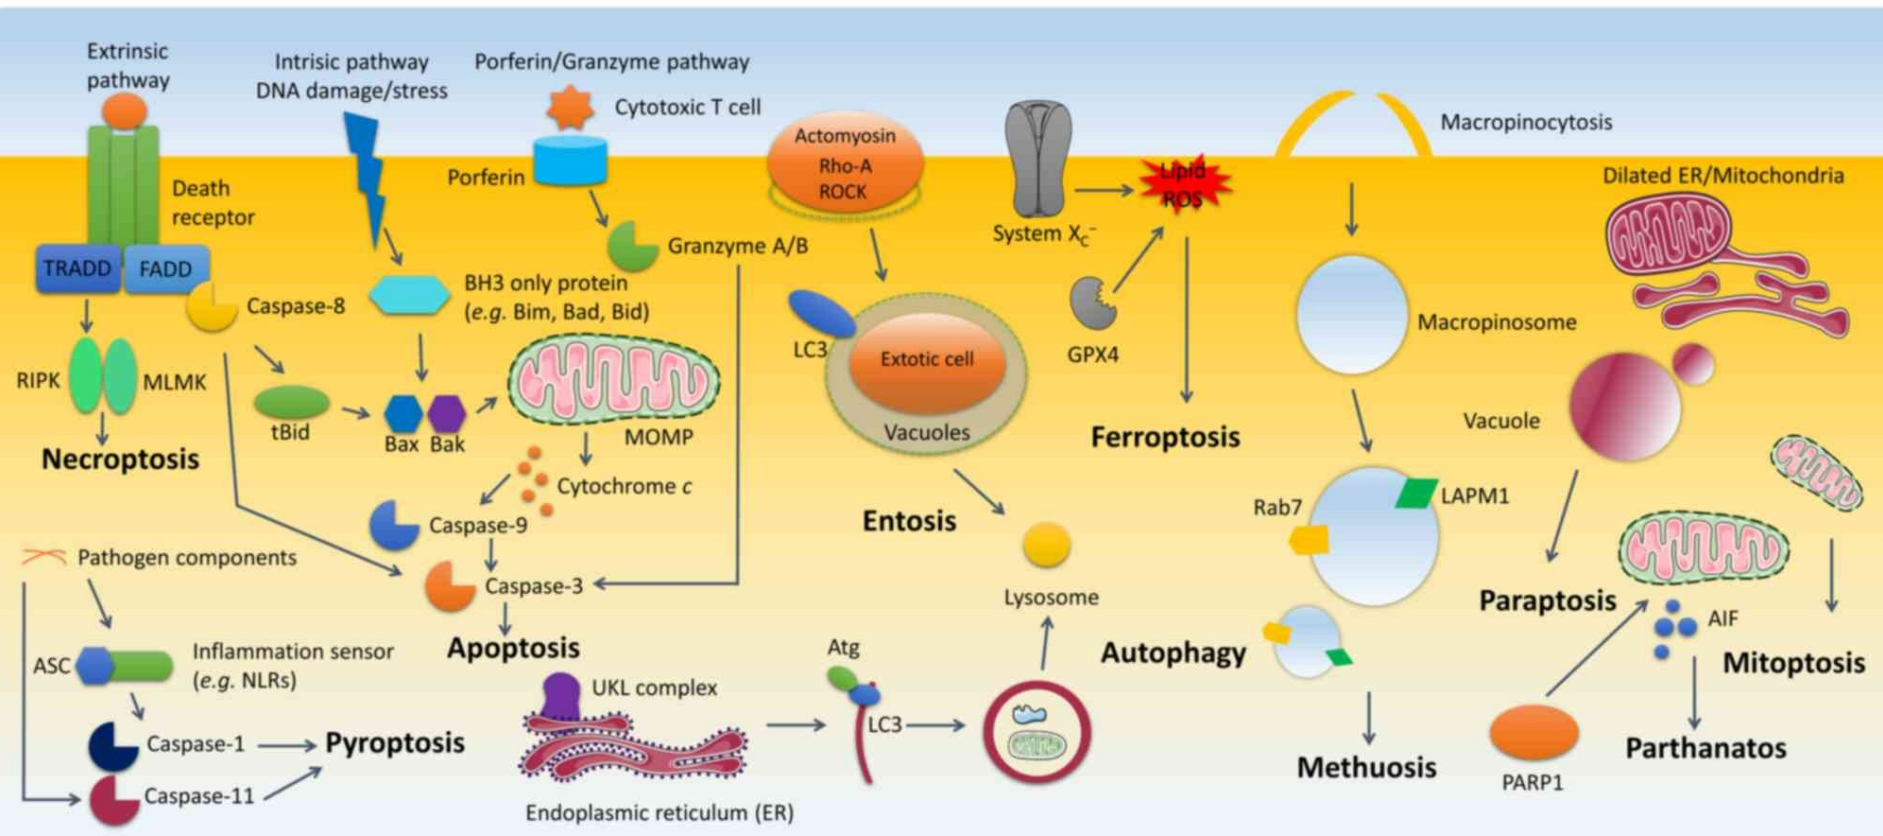 Extrinsic
pathway
Intrisic pathway
DNA damage/stress
Porferin/Granzyme pathway
Cytotoxic T cell
Porferin
Death
receptor
TRADD
FADD
Caspase-8
RIPK
MLMK
Necroptosis
tBid
BH3 only protein
(e.g. Bim, Bad, Bid)
Bax
Bak
MOMP
Granzyme A/B
Cytochrome c
Caspase-9
Caspase-3
Apoptosis
Pathogen components
ASC
Inflammation sensor
(e.g. NLRs)
Caspase-1
Caspase-11
Pyroptosis
Actomyosin
Rho-A
ROCK
LC3
Extotic cell
Vacuoles
Entosis
Lysosome
UKL complex
Endoplasmic reticulum (ER)
Atg
LC3
Autophagy
System XC−
Lipid
ROS
GPX4
Ferroptosis
Macropinocytosis
Macropinosome
Rab7
LAPM1
Methuosis
Dilated ER/Mitochondria
Vacuole
Paraptosis
AIF
Mitoptosis
PARP1
Parthanatos